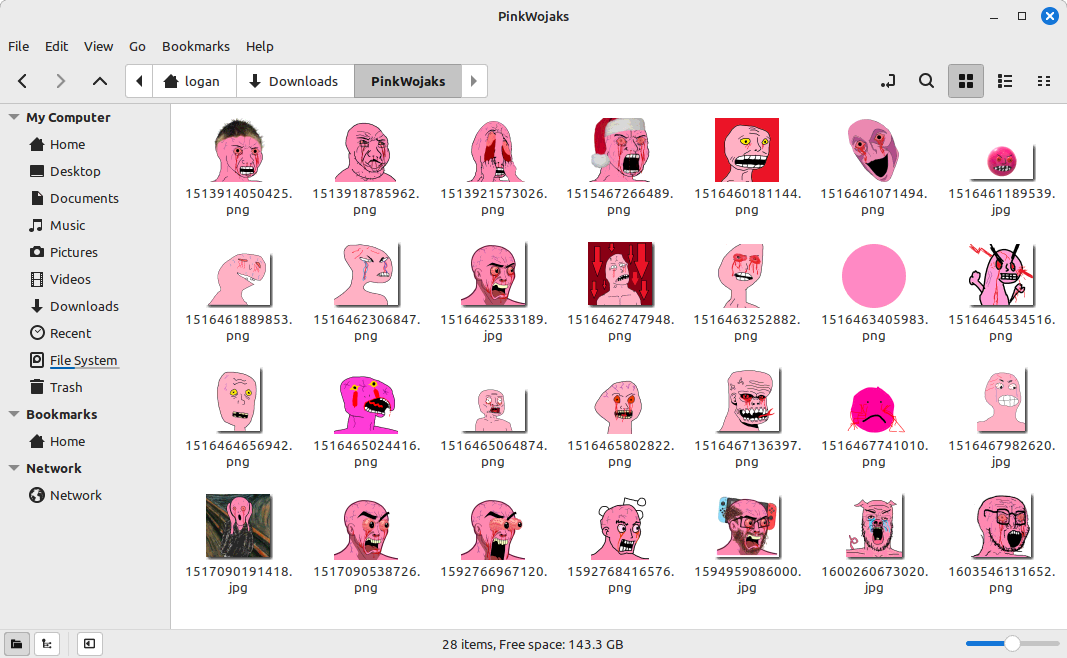 PinkWojaks
File Edit View Go Bookmarks Help
logan Downloads PinkWojaks
My Computer
Home
Desktop
Documents
Music
Pictures
Videos
Downloads
Recent
File System
Trash
Bookmarks
Home
Network
Network
1513914050425. 1513918785962. 1513921573026. 1515467266489. 1516460181144. 1516461071494. 1516461189539.
png png png png png png jpg
1516461889853. 1516462306847. 1516462533189. 1516462747948. 1516463252882. 1516463405983. 1516464534516.
png png jpg png png png png
1516464656942. 1516465024416. 1516465064874. 1516465802822. 1516467136397. 1516467741010. 1516467982620.
png png png png png png jpg
1517090191418. 1517090538726. 1592766967120. 1592768416576. 1594959086000. 1600260673020. 1603546131652.
jpg png png png jpg jpg png
28 items, Free space: 143.3 GB